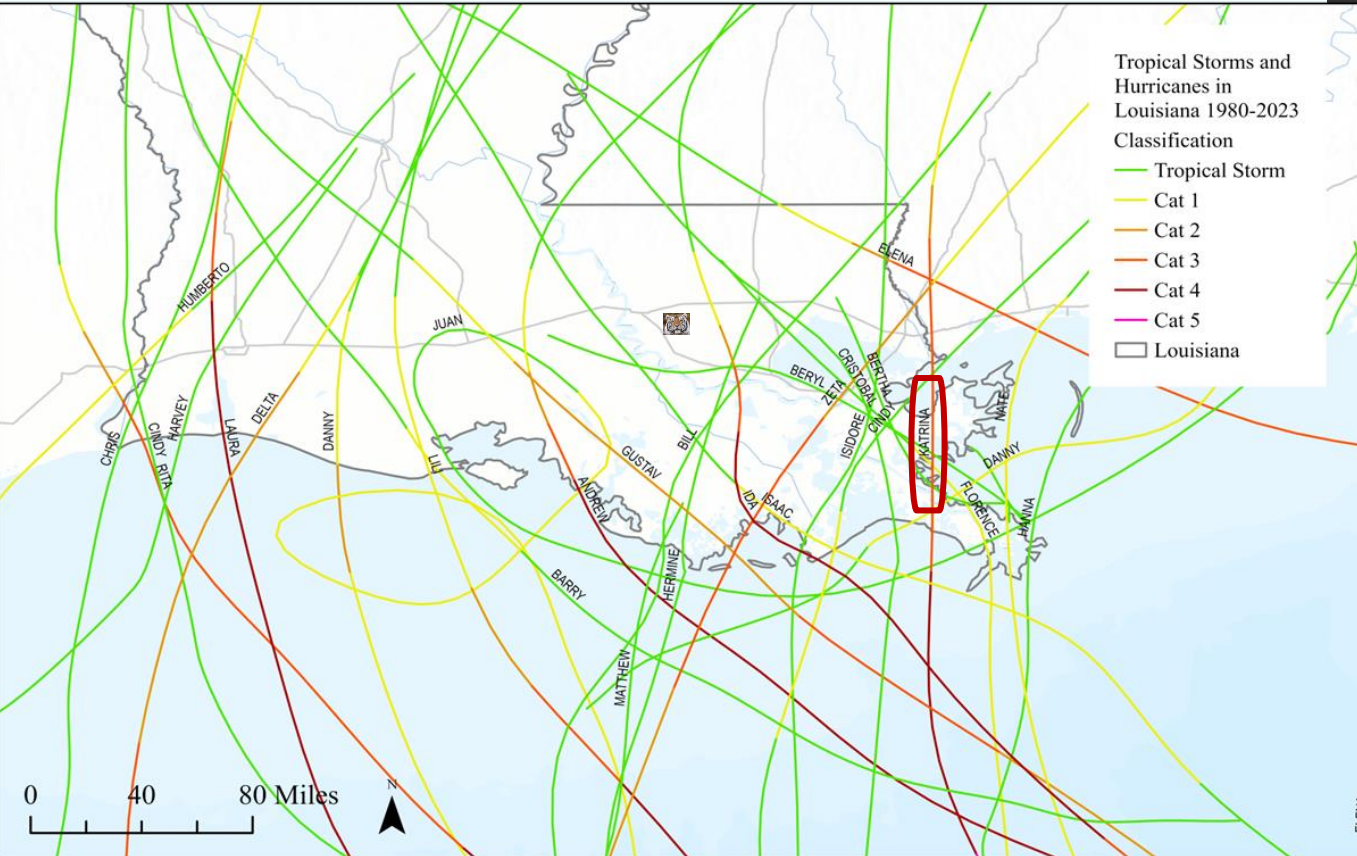 Tropical Storms and
Hurricanes in
Louisiana 1980-2023
Classification
Tropical Storm
Cat 1
Cat 2
Cat 3
Cat 4
Cat 5
Louisiana
ELENA
HUMBERTO
JUAN
BERYL
ZETA
CRISTOBAL
BERTHA
CINDY
ISIDORE
KATRINA
NATE
DANNY
FLORENCE
HANNA
CHRIS
CINDY
RITA
HARVEY
LAURA
DELTA
DANNY
LILI
GUSTAV
BILL
ANDREW
IDA
ISAAC
BARRY
HERMINE
MATTHEW
0 40 80 Miles
N